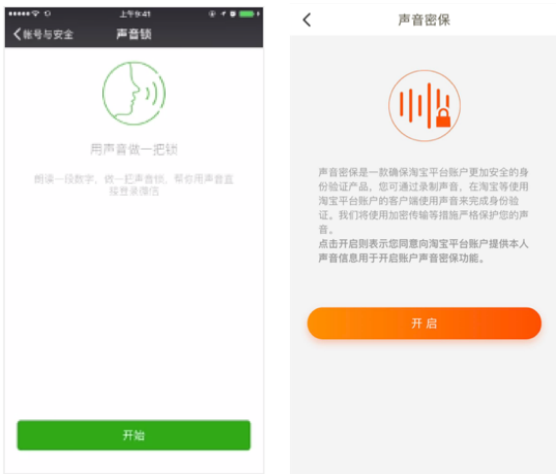 上午9:41
帐号与安全
声音锁
用声音做一把锁
朗读一段数字，做一把声音锁，帮你用声音直
接登录微信
开始
声音密保
声音密保是一款确保淘宝平台账户更加安全的身
份验证产品，您可通过录制声音，在淘宝等使用
淘宝平台账户的客户端使用声音来完成身份验
证。我们将使用加密传输等措施严格保护您的声
音。
点击开启则表示您同意向淘宝平台账户提供本人
声音信息用于开启账户声音密保功能。
开启